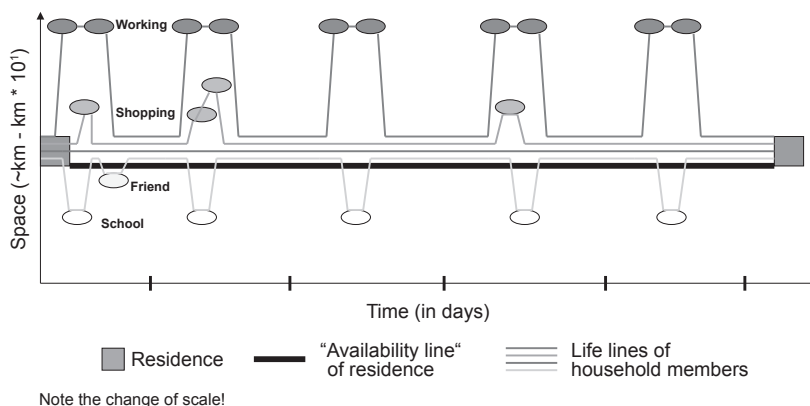 Working
Shopping
Friend
School
Space (~km - km * 10¹)
Time (in days)
Residence
“Availability line“
of residence
Life lines of
household members
Note the change of scale!